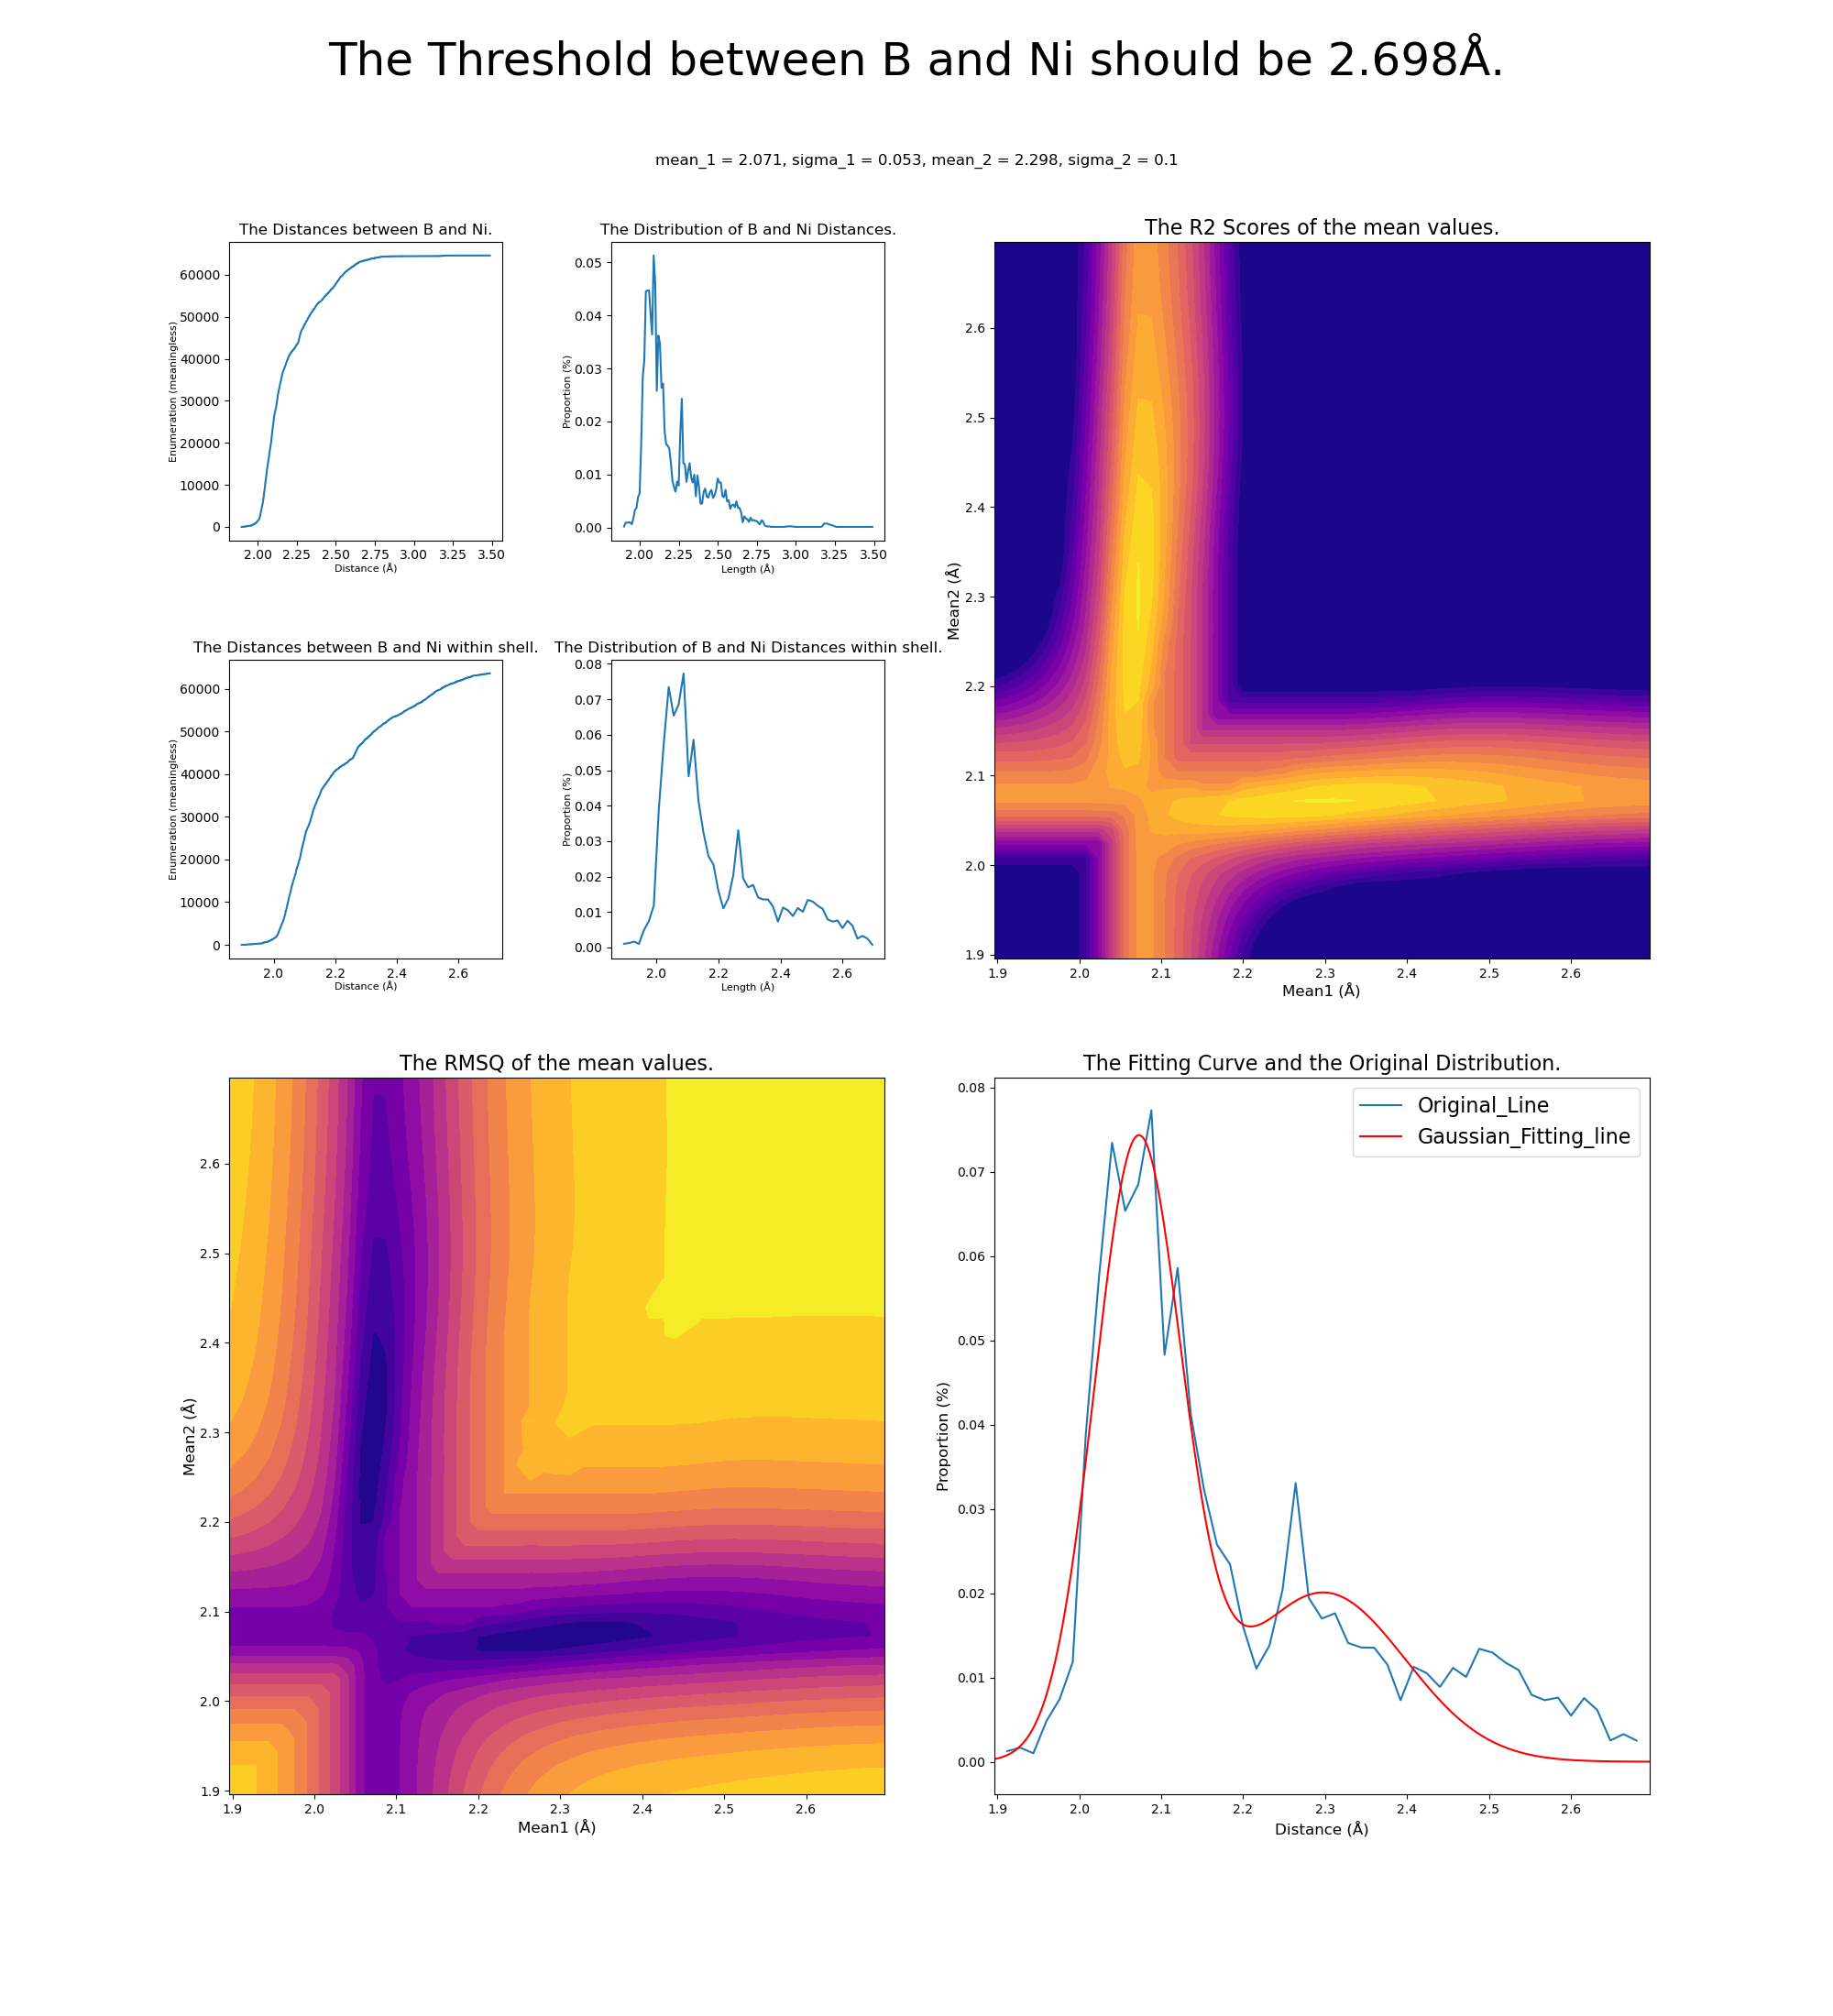 The Threshold between B and Ni should be 2.698Å.
mean_1 = 2.071, sigma_1 = 0.053, mean_2 = 2.298, sigma_2 = 0.1
The Distances between B and Ni.
Enumeration (meaningless)
60000
50000
40000
30000
20000
10000
0
2.00 2.25 2.50 2.75 3.00 3.25 3.50
Distance (Å)
The Distribution of B and Ni Distances.
Proportion (%)
0.05
0.04
0.03
0.02
0.01
0.00
2.00 2.25 2.50 2.75 3.00 3.25 3.50
Length (Å)
The R2 Scores of the mean values.
Mean2 (Å)
2.6
2.5
2.4
2.3
2.2
2.1
2.0
1.9
1.9 2.0 2.1 2.2 2.3 2.4 2.5 2.6
Mean1 (Å)
The Distances between B and Ni within shell.
Enumeration (meaningless)
60000
50000
40000
30000
20000
10000
0
2.0 2.2 2.4 2.6
Distance (Å)
The Distribution of B and Ni Distances within shell.
Proportion (%)
0.08
0.07
0.06
0.05
0.04
0.03
0.02
0.01
0.00
2.0 2.2 2.4 2.6
Length (Å)
The RMSQ of the mean values.
Mean2 (Å)
2.6
2.5
2.4
2.3
2.2
2.1
2.0
1.9
1.9 2.0 2.1 2.2 2.3 2.4 2.5 2.6
Mean1 (Å)
The Fitting Curve and the Original Distribution.
Original_Line
Gaussian_Fitting_line
Proportion (%)
0.08
0.07
0.06
0.05
0.04
0.03
0.02
0.01
0.00
1.9 2.0 2.1 2.2 2.3 2.4 2.5 2.6
Distance (Å)